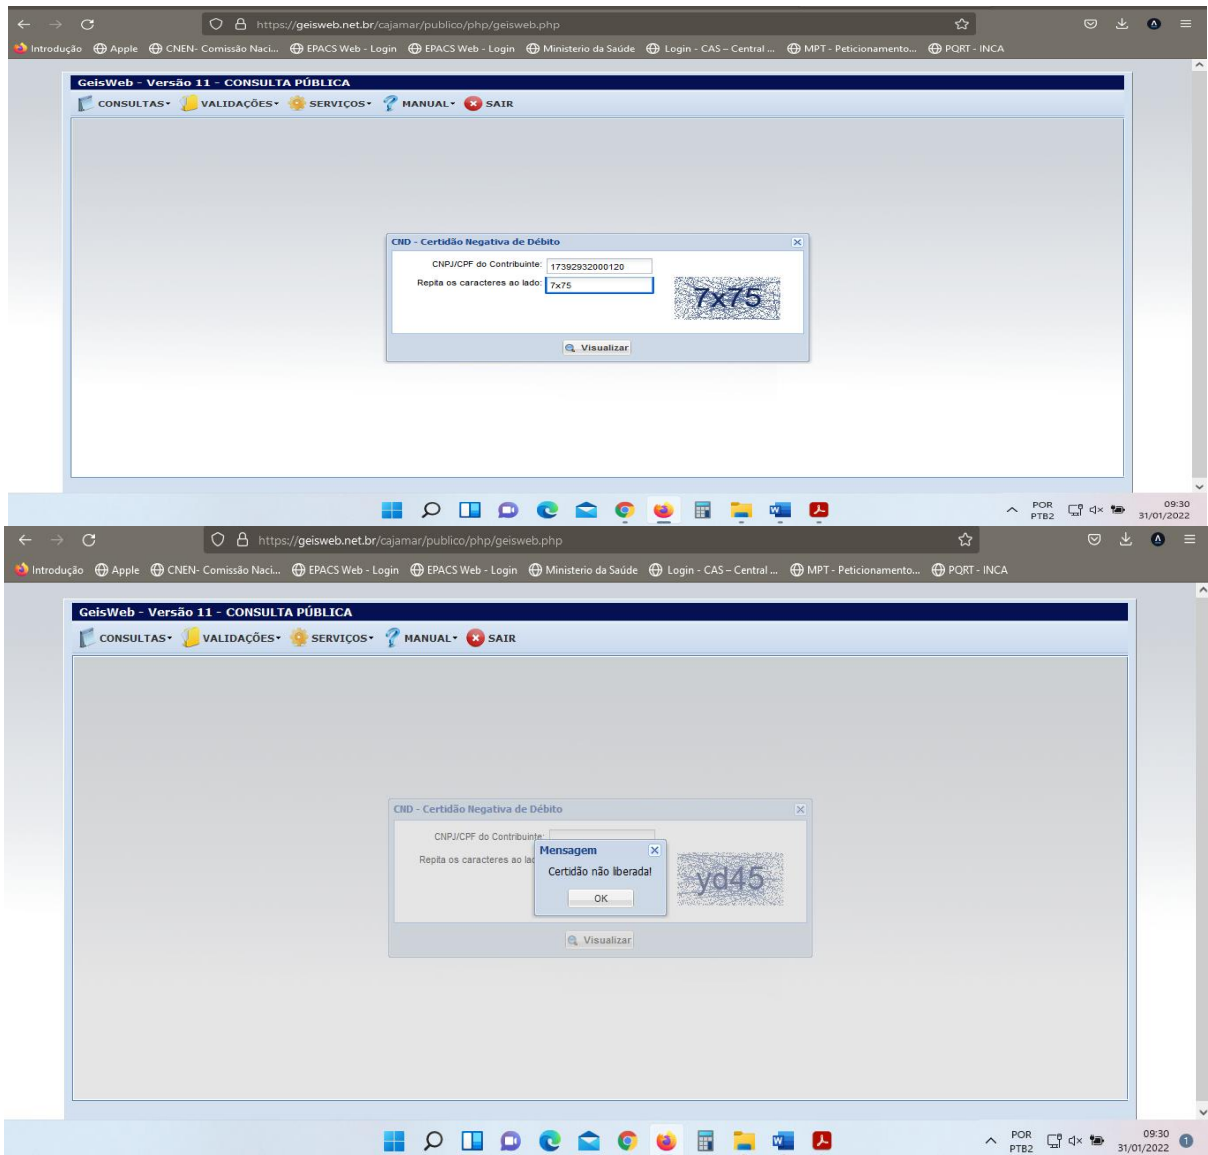 https://geisweb.net.br/cajamar/publico/php/geisweb.php
Introdução Apple CNEN- Comissão Naci... EPACS Web - Login EPACS Web - Login Ministerio da Saúde Login - CAS – Central ... MPT - Peticionamento... PQRT - INCA
GeisWeb - Versão 11 - CONSULTA PÚBLICA
CONSULTAS VALIDAÇÕES SERVIÇOS MANUAL SAIR
CND - Certidão Negativa de Débito
CNPJ/CPF do Contribuinte: 17392932000120
Repita os caracteres ao lado: 7x75
7x75
Visualizar
POR
PTB2
09:30
31/01/2022
https://geisweb.net.br/cajamar/publico/php/geisweb.php
Introdução Apple CNEN- Comissão Naci... EPACS Web - Login EPACS Web - Login Ministerio da Saúde Login - CAS – Central ... MPT - Peticionamento... PQRT - INCA
GeisWeb - Versão 11 - CONSULTA PÚBLICA
CONSULTAS VALIDAÇÕES SERVIÇOS MANUAL SAIR
CND - Certidão Negativa de Débito
CNPJ/CPF do Contribuinte:
Repita os caracteres ao lad
Mensagem
Certidão não liberada!
OK
yd45
Visualizar
POR
PTB2
09:30
31/01/2022
1